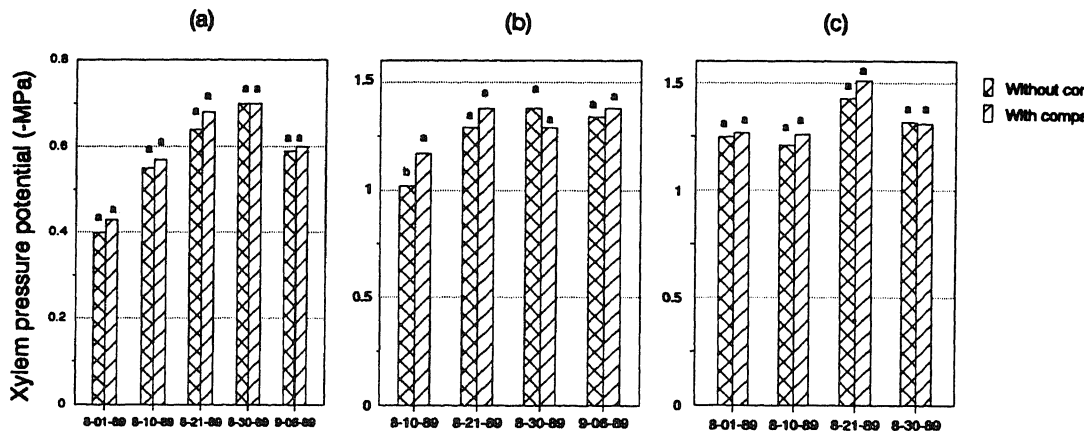 (a)
(b)
(c)
Xylem pressure potential (-MPa)
0.8
0.6
0.4
0.2
0
a a
a a
a a
a a
a a
8-01-89 8-10-89 8-21-89 8-30-89 9-06-89
1.5
1
0.5
0
b a
a a
a a
a a
8-10-89 8-21-89 8-30-89 9-06-89
1.5
1
0.5
0
a a
a a
a a
a a
8-01-89 8-10-89 8-21-89 8-30-89
Without con
With compa